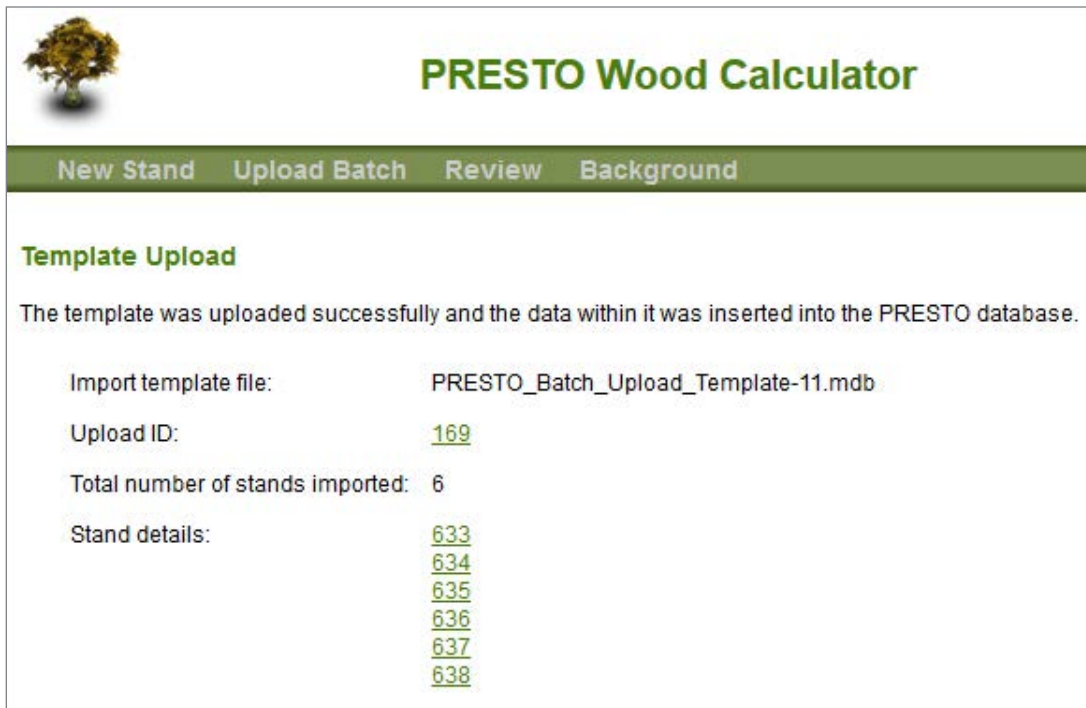 PRESTO Wood Calculator
New Stand Upload Batch Review Background
Template Upload
The template was uploaded successfully and the data within it was inserted into the PRESTO database.
Import template file: PRESTO_Batch_Upload_Template-11.mdb
Upload ID: 169
Total number of stands imported: 6
Stand details: 633
634
635
636
637
638